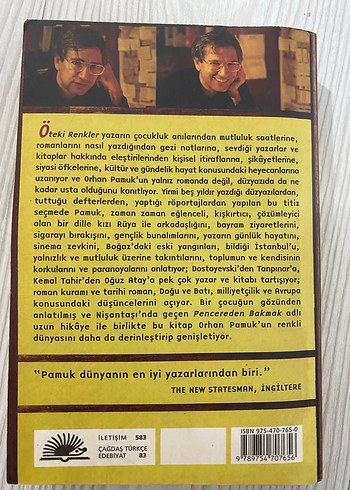 Öteki Renkler yazarın çocukluk anılarından mutluluk saatlerine,
romanlarını nasıl yazdığından gezi notlarına, sevdiği yazarlar ve
kitaplar hakkında eleştirilerinden kişisel itiraflarına, şikâyetlerine,
siyasi öfkelerine, kültür ve gündelik hayat konusundaki heyecanlarına
uzanıyor ve Orhan Pamuk'un yalnız romanda değil, düzyazıda da ne
kadar usta olduğunu kanıtlıyor. Yirmi beş yıldır yazdığı düzyazılardan,
tuttuğu defterlerden, yaptığı röportajlardan yapılan bu titiz
seçmede Pamuk, zaman zaman eğlenceli, kışkırtıcı, çözümleyici
olan bir dille kızı Rüya ile arkadaşlığını, bayram ziyaretlerini,
sigarayı bırakışını, gençlik bunalımlarını, yazarın günlük hayatını,
sinema zevkini, Boğaz'daki eski yangınları, bildiği İstanbul'u,
yalnızlık ve mutluluk üzerine takıntılarını, toplumun ve kendisinin
korkularını ve paranoyalarını anlatıyor; Dostoyevski'den Tanpınar'a,
Kemal Tahir'den Oğuz Atay'a pek çok yazar ve kitabı tartışıyor;
roman kuramı ve tarihi roman, Doğu ve Batı, milliyetçilik ve Avrupa
konusundaki düşüncelerini açıyor. Bir çocuğun gözünden
anlatılmış ve Nişantaşı'nda geçen Pencereden Bakmak adlı
uzun hikâye ile birlikte bu kitap Orhan Pamuk'un renkli
dünyasını daha da derinleştirip genişletiyor.
"Pamuk dünyanın en iyi yazarlarından biri."
THE NEW STATESMAN, İNGİLTERE
İLETİŞİM 583
ÇAĞDAŞ TÜRKÇE
EDEBİYAT 83
ISBN 975-470-765-0
9 789754 707656